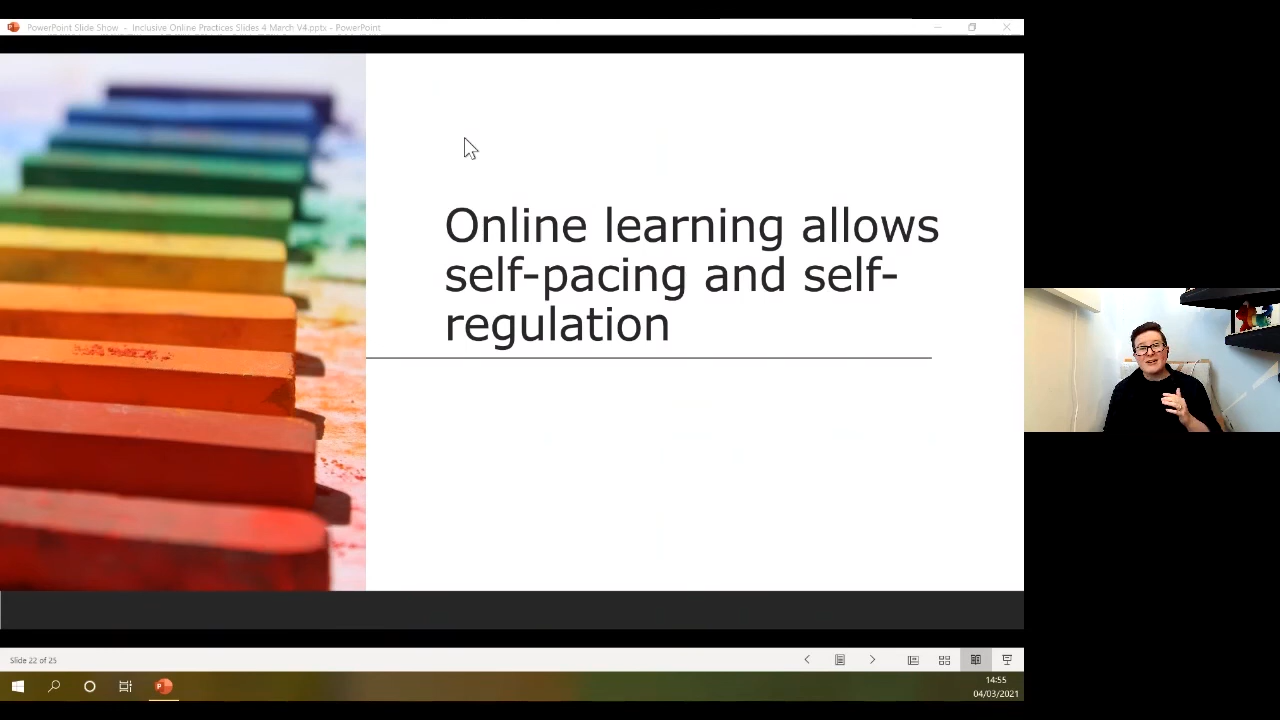 PowerPoint Slide Show - Inclusive Online Practices Slides 4 March V4.pptx - PowerPoint
Online learning allows
self-pacing and self-
regulation
Slide 22 of 25
14:55
04/03/2021